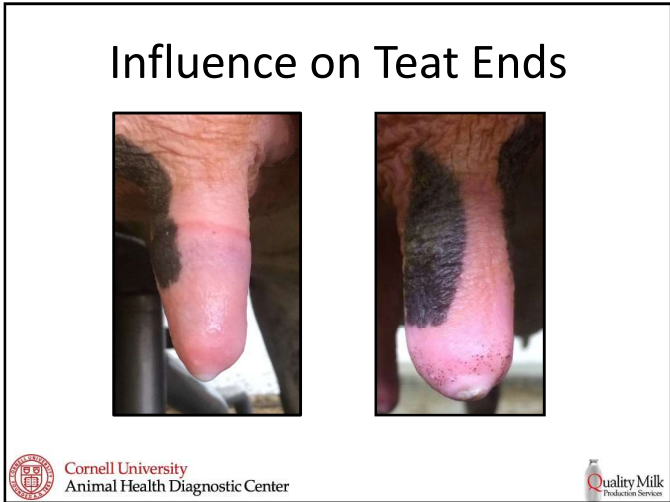 Influence on Teat Ends
Cornell University
Animal Health Diagnostic Center
Quality Milk
Production Services